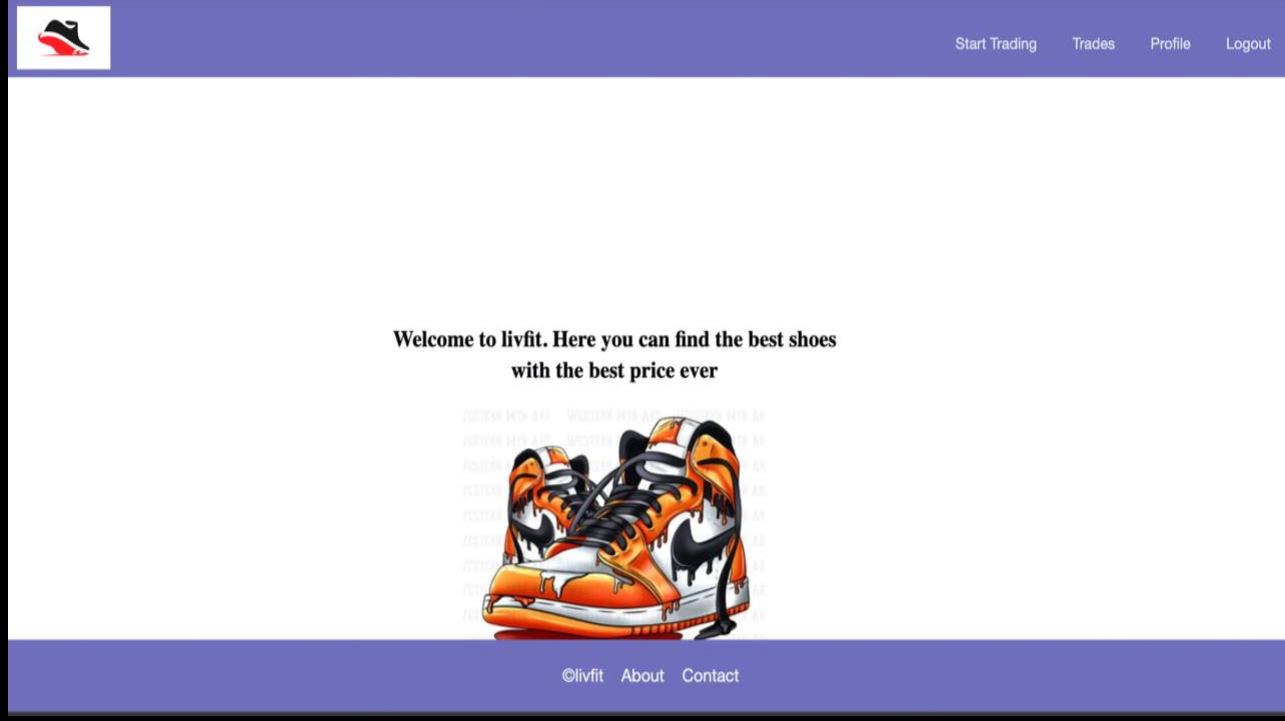 Start Trading Trades Profile Logout
Welcome to livfit. Here you can find the best shoes
with the best price ever
©livfit About Contact